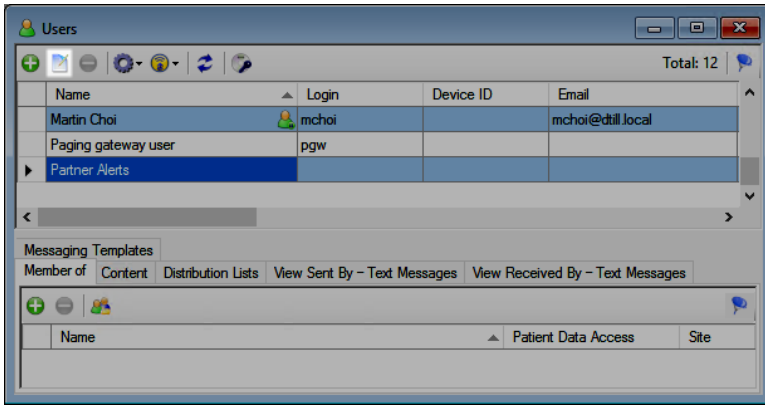 Users
Total: 12
Name Login Device ID Email
Martin Choi mchoi mchoi@dtill.local
Paging gateway user pgw
Partner Alerts
Messaging Templates
Member of Content Distribution Lists View Sent By – Text Messages View Received By – Text Messages
Name Patient Data Access Site